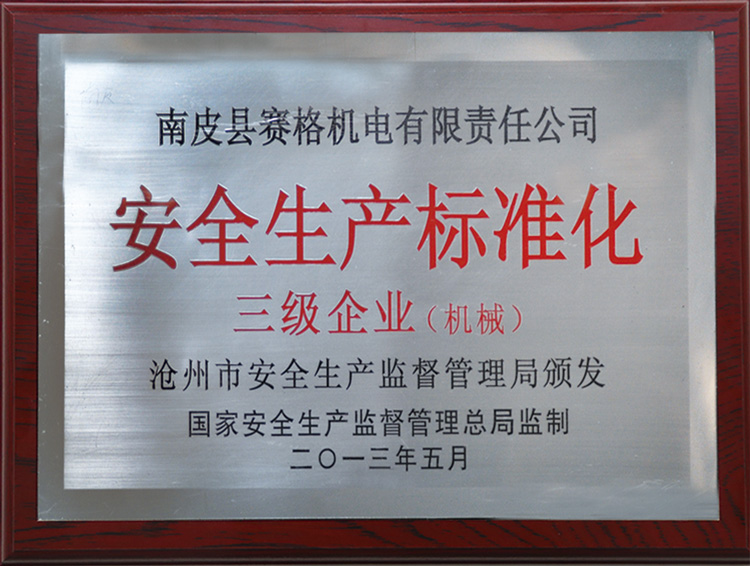 南皮县赛格机电有限责任公司
安全生产标准化
三级企业（机械）
沧州市安全生产监督管理局颁发
国家安全生产监督管理总局监制
二〇一三年五月